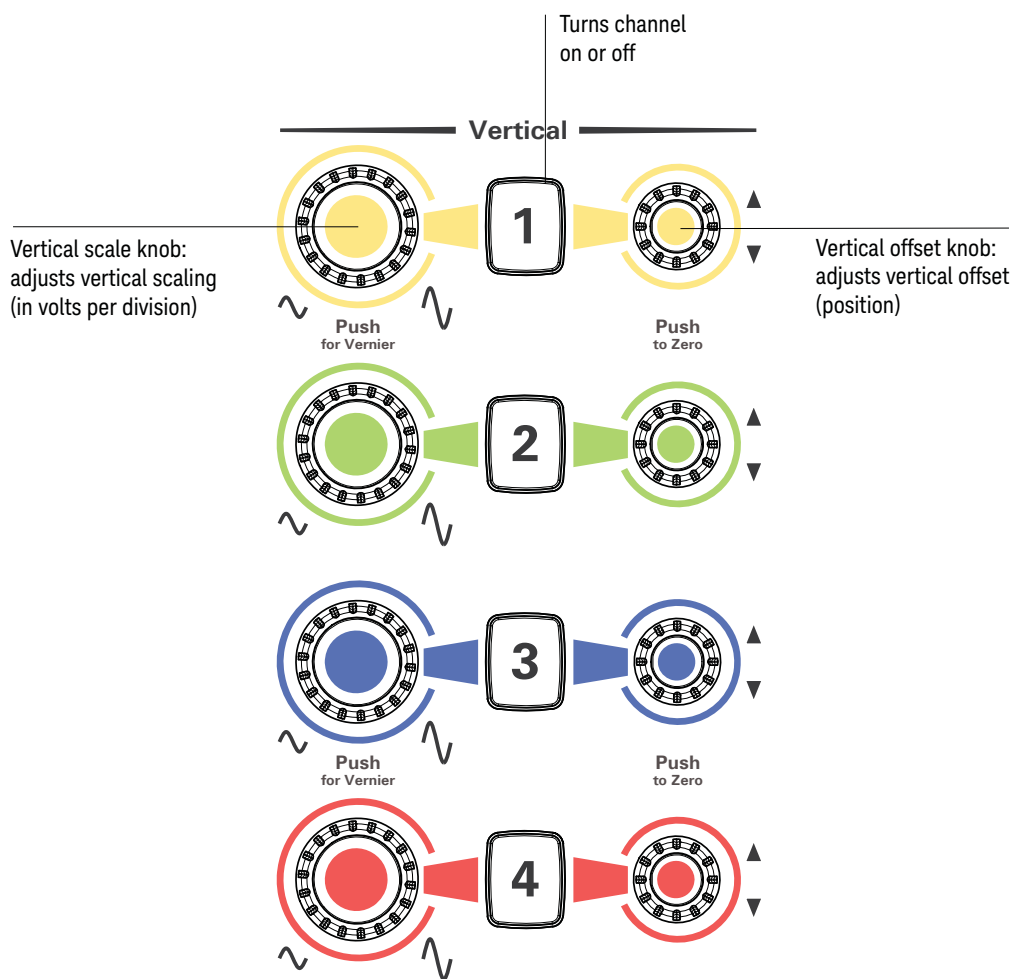 Turns channel
on or off
Vertical
1
Vertical scale knob:
adjusts vertical scaling
(in volts per division)
Vertical offset knob:
adjusts vertical offset
(position)
Push
for Vernier
Push
to Zero
2
3
Push
for Vernier
Push
to Zero
4